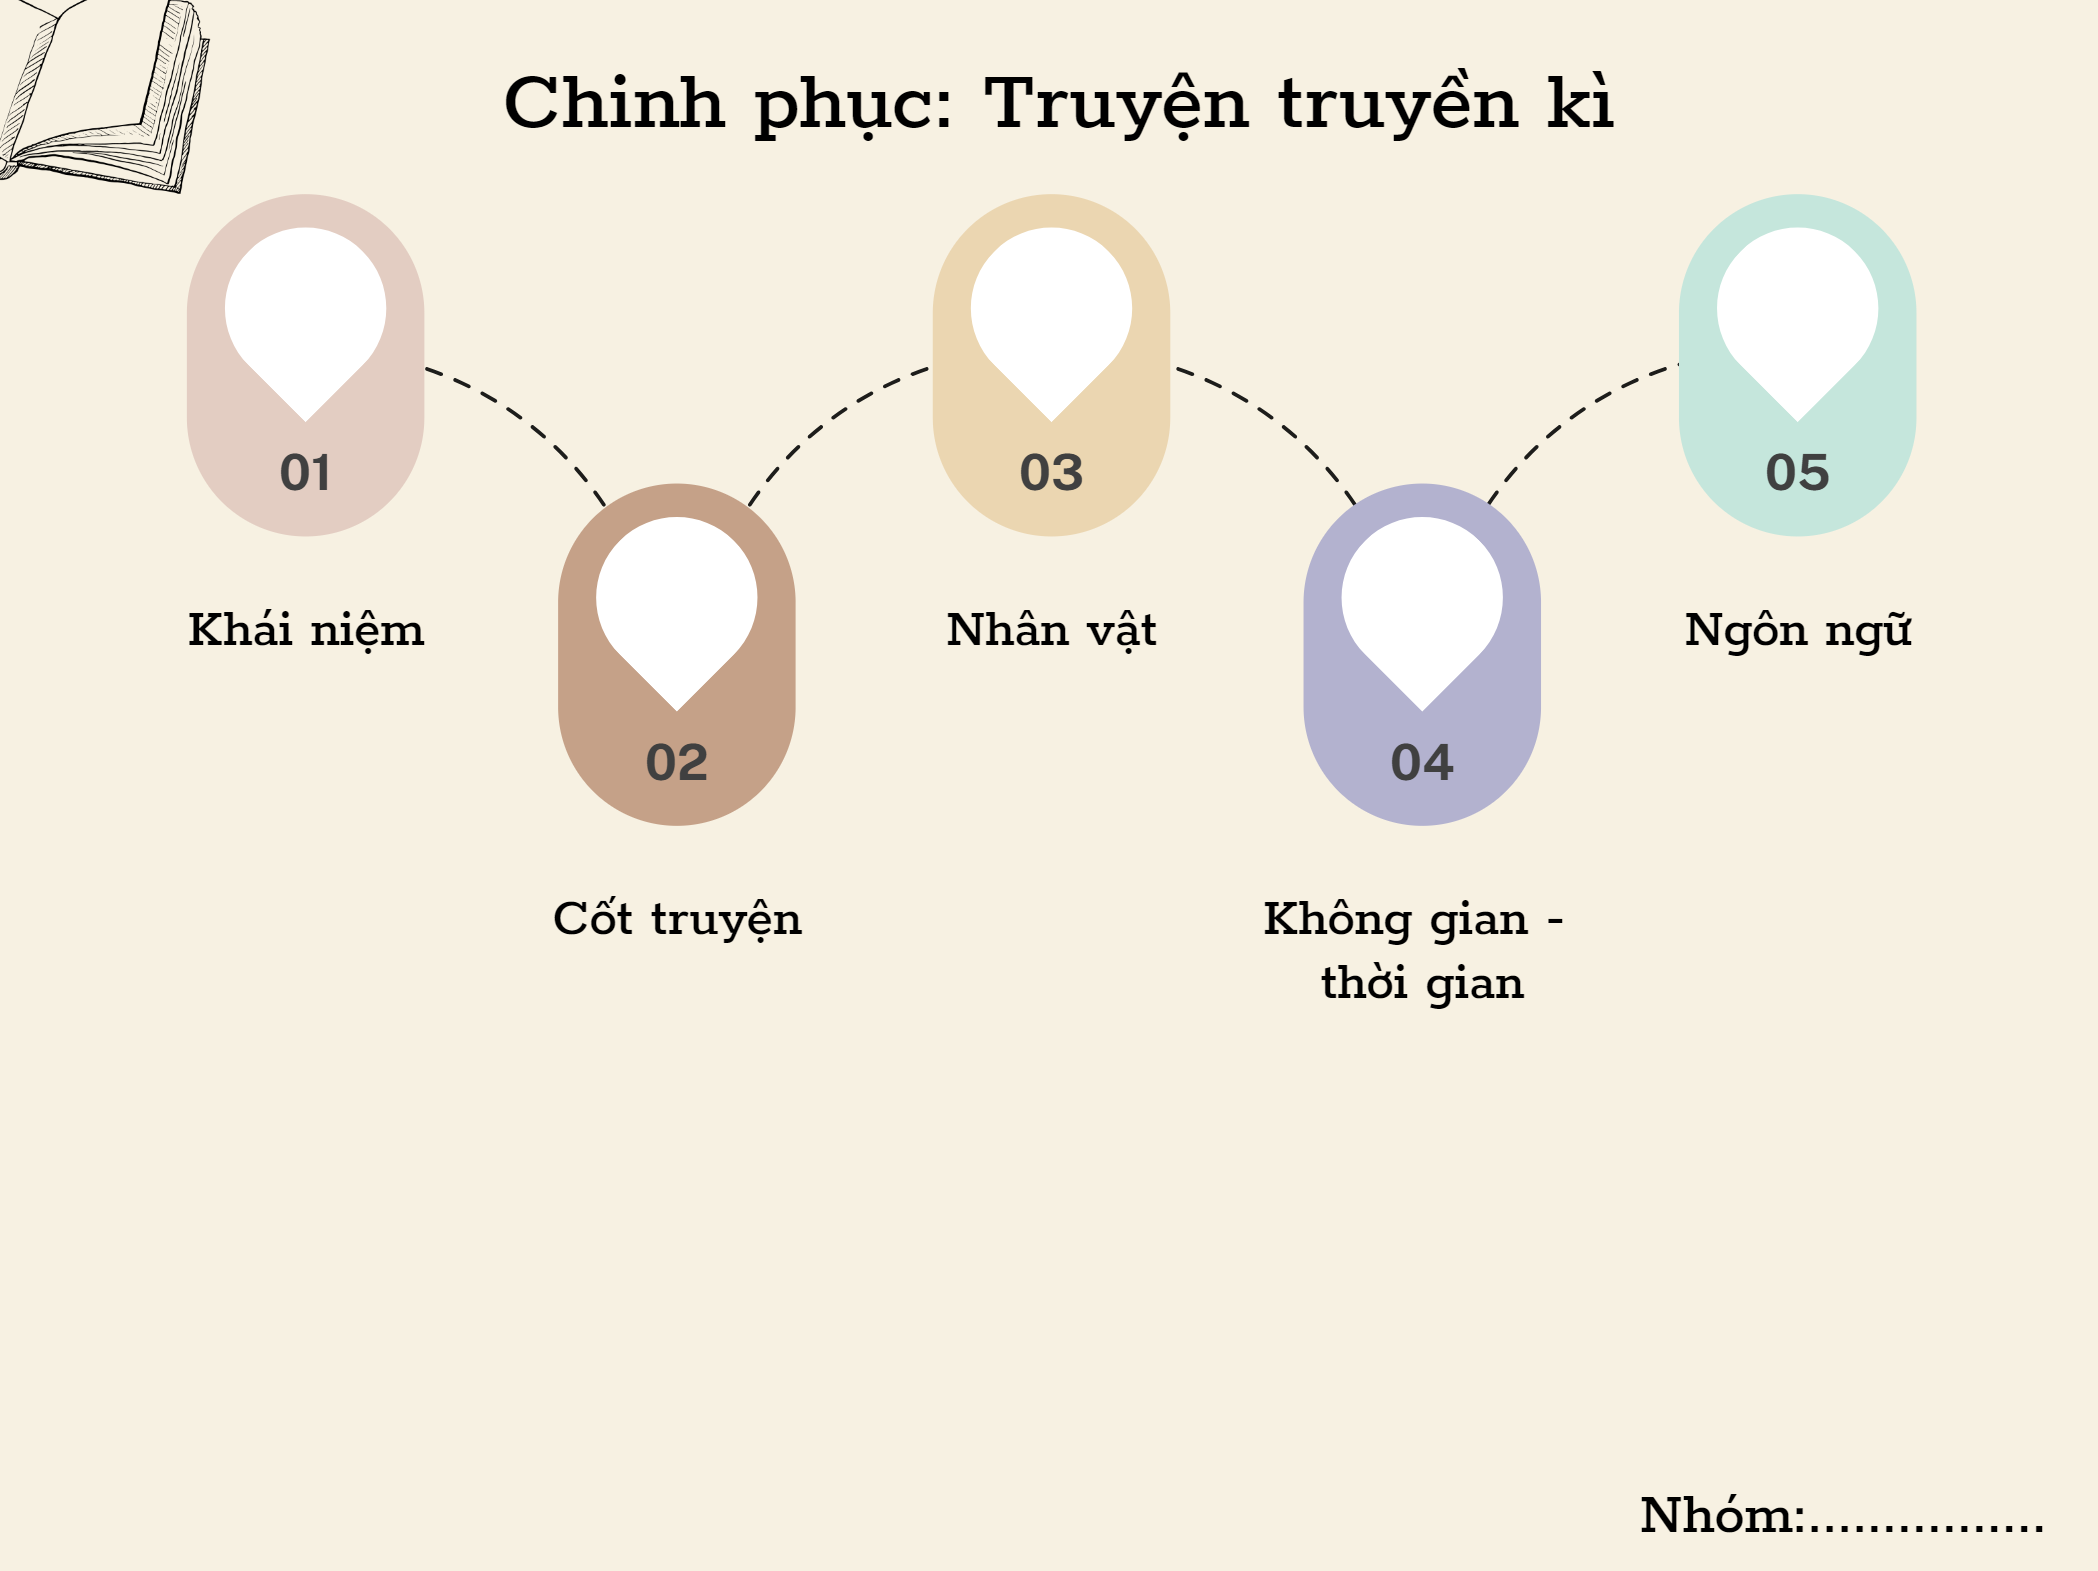 Chinh phục: Truyện truyền kì
01
Khái niệm
02
Cốt truyện
03
Nhân vật
04
Không gian -
thời gian
05
Ngôn ngữ
Nhóm:................